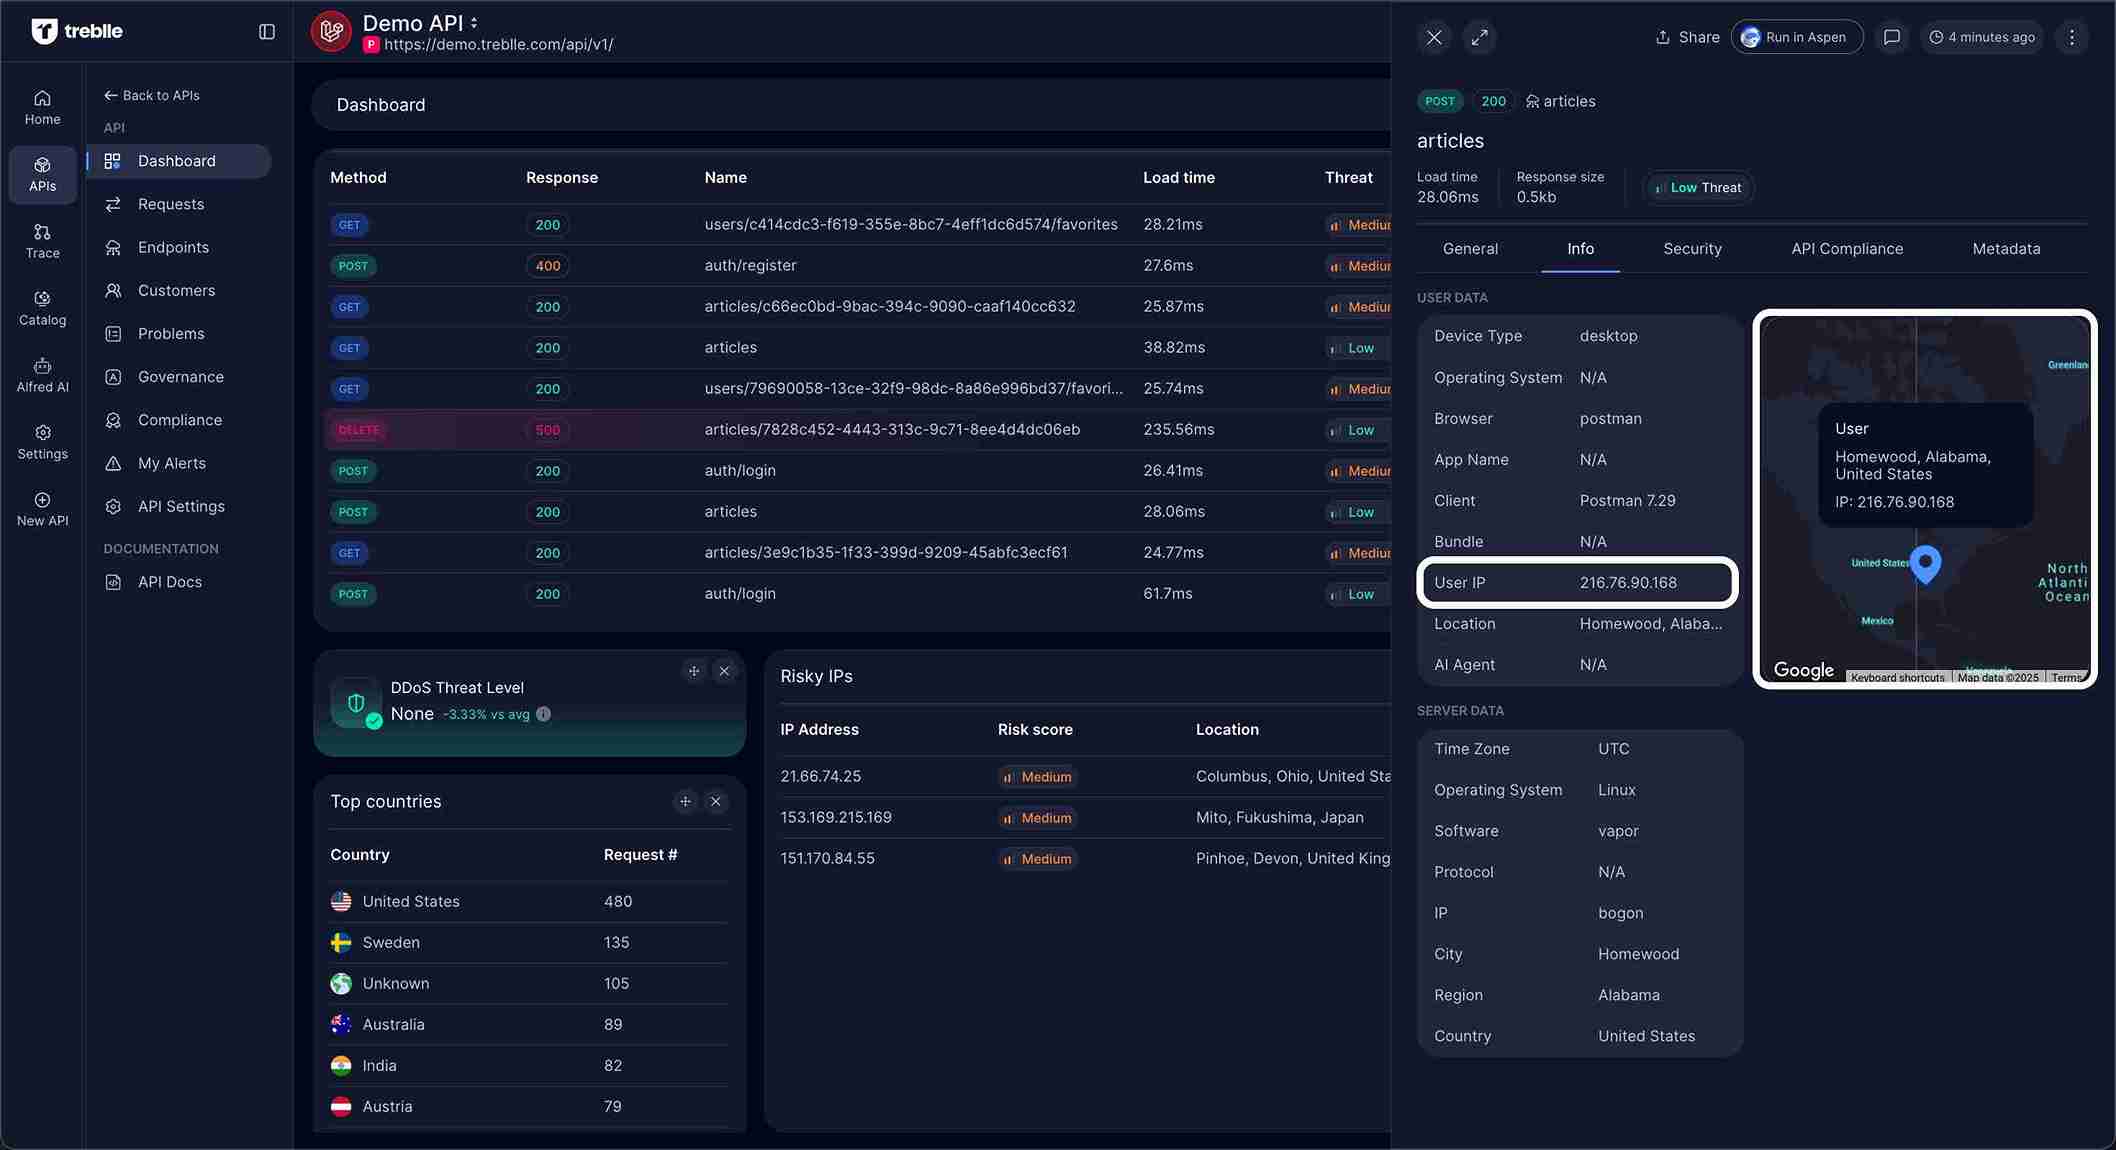 treblle
Demo API
P https://demo.treblle.com/api/v1/
Share
Run in Aspen
4 minutes ago
Home
APIs
Trace
Catalog
Alfred AI
Settings
New API
Back to APIs
API
Dashboard
Requests
Endpoints
Customers
Problems
Governance
Compliance
My Alerts
API Settings
DOCUMENTATION
API Docs
Dashboard
Method Response Name Load time Threat
GET 200 users/c414cdc3-f619-355e-8bc7-4eff1dc6d574/favorites 28.21ms Mediur
POST 400 auth/register 27.6ms Mediur
GET 200 articles/c66ec0bd-9bac-394c-9090-caaf140cc632 25.87ms Mediur
GET 200 articles 38.82ms Low
GET 200 users/79690058-13ce-32f9-98dc-8a86e996bd37/favori... 25.74ms Mediur
DELETE 500 articles/7828c452-4443-313c-9c71-8ee4d4dc06eb 235.56ms Low
POST 200 auth/login 26.41ms Mediur
POST 200 articles 28.06ms Low
GET 200 articles/3e9c1b35-1f33-399d-9209-45abfc3ecf61 24.77ms Mediur
POST 200 auth/login 61.7ms Low
DDoS Threat Level
None -3.33% vs avg
Top countries
Country Request #
United States 480
Sweden 135
Unknown 105
Australia 89
India 82
Austria 79
Risky IPs
IP Address Risk score Location
21.66.74.25 Medium Columbus, Ohio, United Sta
153.169.215.169 Medium Mito, Fukushima, Japan
151.170.84.55 Medium Pinhoe, Devon, United King
POST 200 articles
articles
Load time
28.06ms
Response size
0.5kb
Low Threat
General Info Security API Compliance Metadata
USER DATA
Device Type desktop
Operating System N/A
Browser postman
App Name N/A
Client Postman 7.29
Bundle N/A
User IP 216.76.90.168
Location Homewood, Alaba...
AI Agent N/A
Greenlan
User
Homewood, Alabama,
United States
IP: 216.76.90.168
United States
North
Atlanti
Ocean
Mexico
Venezuela
Google
Keyboard shortcuts Map data ©2025 Terms
SERVER DATA
Time Zone UTC
Operating System Linux
Software vapor
Protocol N/A
IP bogon
City Homewood
Region Alabama
Country United States